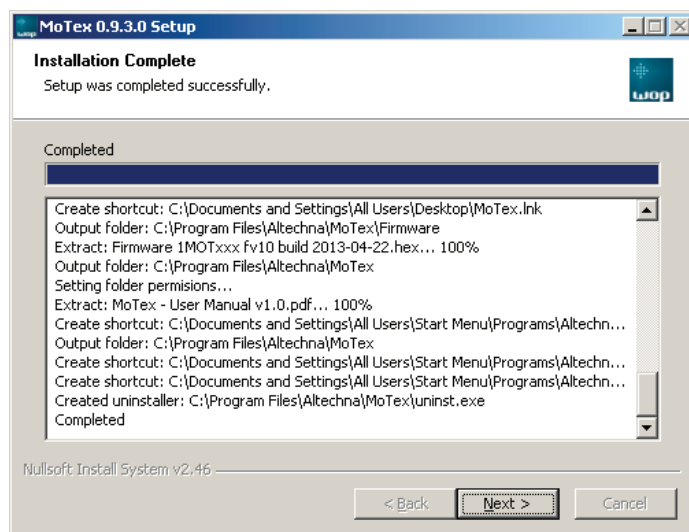 MoTex 0.9.3.0 Setup
Installation Complete
Setup was completed successfully.
wop
Completed
Create shortcut: C:\Documents and Settings\All Users\Desktop\MoTex.lnk
Output folder: C:\Program Files\Altechna\MoTex\Firmware
Extract: Firmware 1MOTxxx fv10 build 2013-04-22.hex... 100%
Output folder: C:\Program Files\Altechna\MoTex
Setting folder permisions...
Extract: MoTex - User Manual v1.0.pdf... 100%
Create shortcut: C:\Documents and Settings\All Users\Start Menu\Programs\Altechn...
Output folder: C:\Program Files\Altechna\MoTex
Create shortcut: C:\Documents and Settings\All Users\Start Menu\Programs\Altechn...
Create shortcut: C:\Documents and Settings\All Users\Start Menu\Programs\Altechn...
Created uninstaller: C:\Program Files\Altechna\MoTex\uninst.exe
Completed
Nullsoft Install System v2.46
< Back Next > Cancel